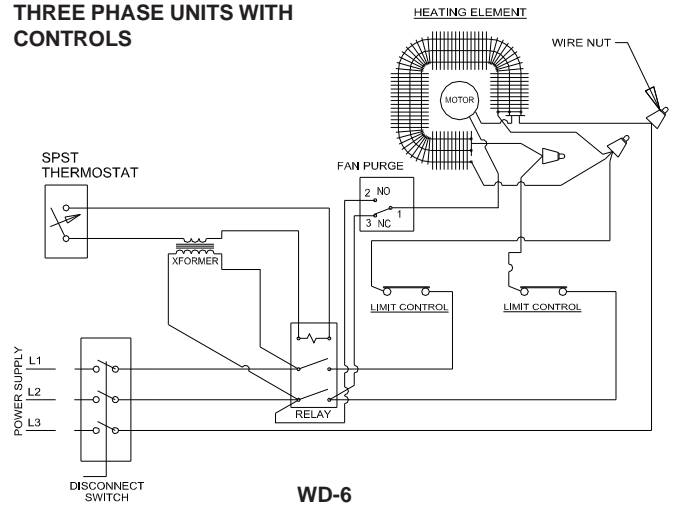 THREE PHASE UNITS WITH
CONTROLS
HEATING ELEMENT
WIRE NUT
MOTOR
SPST
THERMOSTAT
FAN PURGE
2 NO
1
3 NC
XFORMER
LIMIT CONTROL
LIMIT CONTROL
POWER SUPPLY
L1
L2
L3
RELAY
DISCONNECT
SWITCH
WD-6